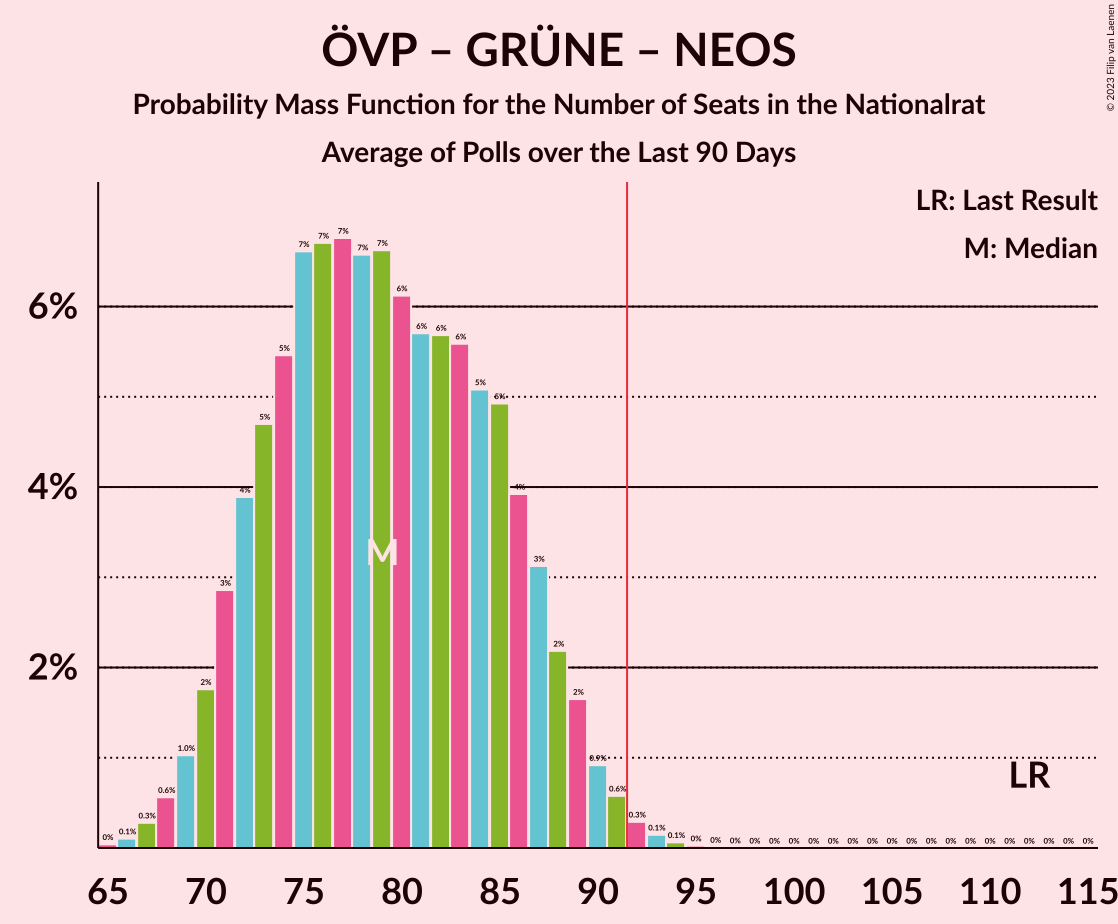 ÖVP – GRÜNE – NEOS
Probability Mass Function for the Number of Seats in the Nationalrat
Average of Polls over the Last 90 Days
© 2023 Filip van Laenen
LR: Last Result
M: Median
6%
4%
2%
0% 0.1% 0.3% 0.6% 1.0% 2% 3% 4% 5% 5% 7% 7% 7% 7% 7% 6% 6% 6% 6% 5% 5% 4% 3% 2% 2% 0.9% 0.6% 0.3% 0.1% 0.1% 0% 0% 0% 0% 0% 0% 0% 0% 0% 0% 0% 0% 0% 0% 0% 0% 0% 0% 0% 0% 0%
M
LR
65 70 75 80 85 90 95 100 105 110 115